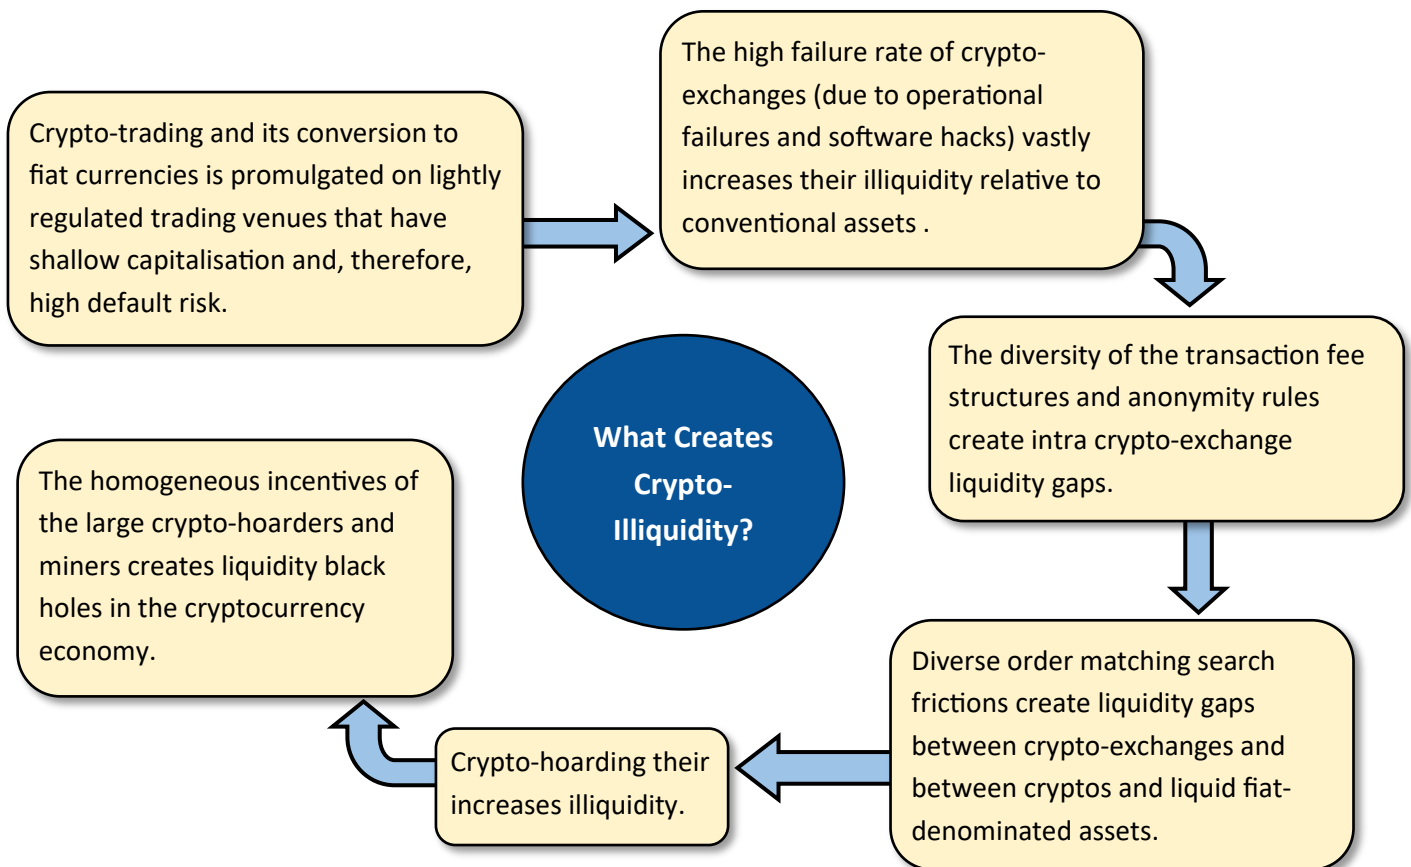 Crypto-trading and its conversion to
fiat currencies is promulgated on lightly
regulated trading venues that have
shallow capitalisation and, therefore,
high default risk.
The high failure rate of crypto-
exchanges (due to operational
failures and software hacks) vastly
increases their illiquidity relative to
conventional assets .
The diversity of the transaction fee
structures and anonymity rules
create intra crypto-exchange
liquidity gaps.
Diverse order matching search
frictions create liquidity gaps
between crypto-exchanges and
between cryptos and liquid fiat-
denominated assets.
Crypto-hoarding their
increases illiquidity.
The homogeneous incentives of
the large crypto-hoarders and
miners creates liquidity black
holes in the cryptocurrency
economy.
What Creates
Crypto-
Illiquidity?